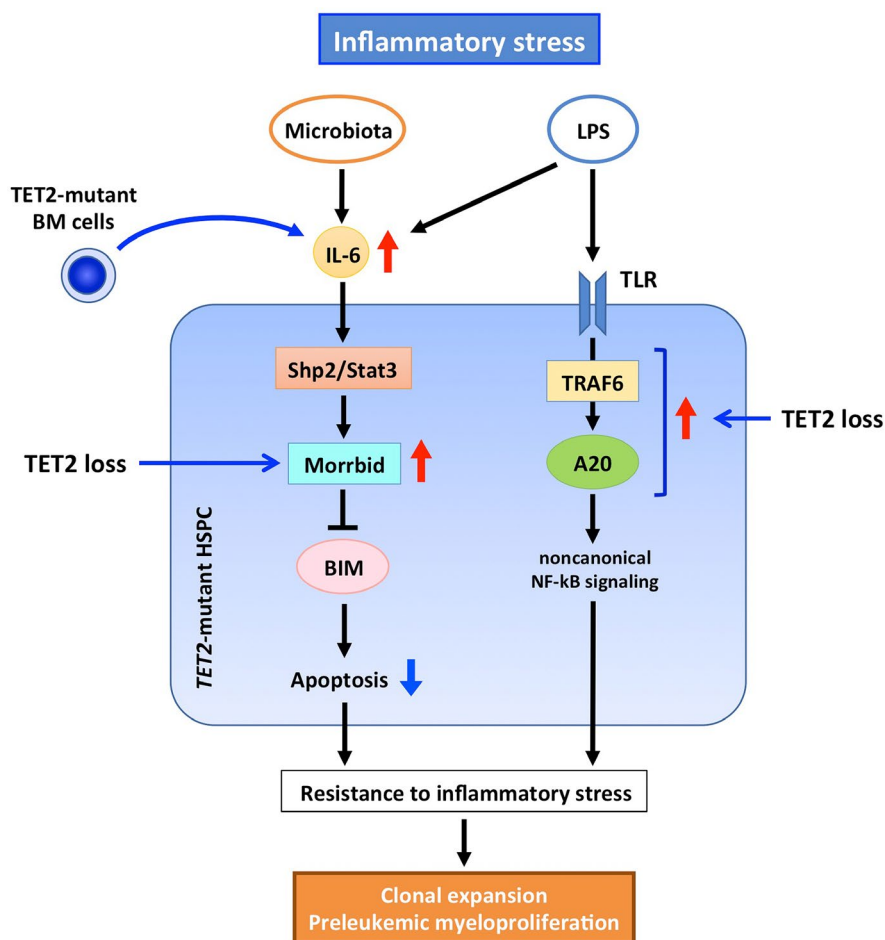 Inflammatory stress
Microbiota
LPS
TET2-mutant
BM cells
IL-6
TLR
Shp2/Stat3
TRAF6
TET2 loss
TET2 loss
Morrbid
A20
BIM
noncanonical
NF-kB signaling
TET2-mutant HSPC
Apoptosis
Resistance to inflammatory stress
Clonal expansion
Preleukemic myeloproliferation